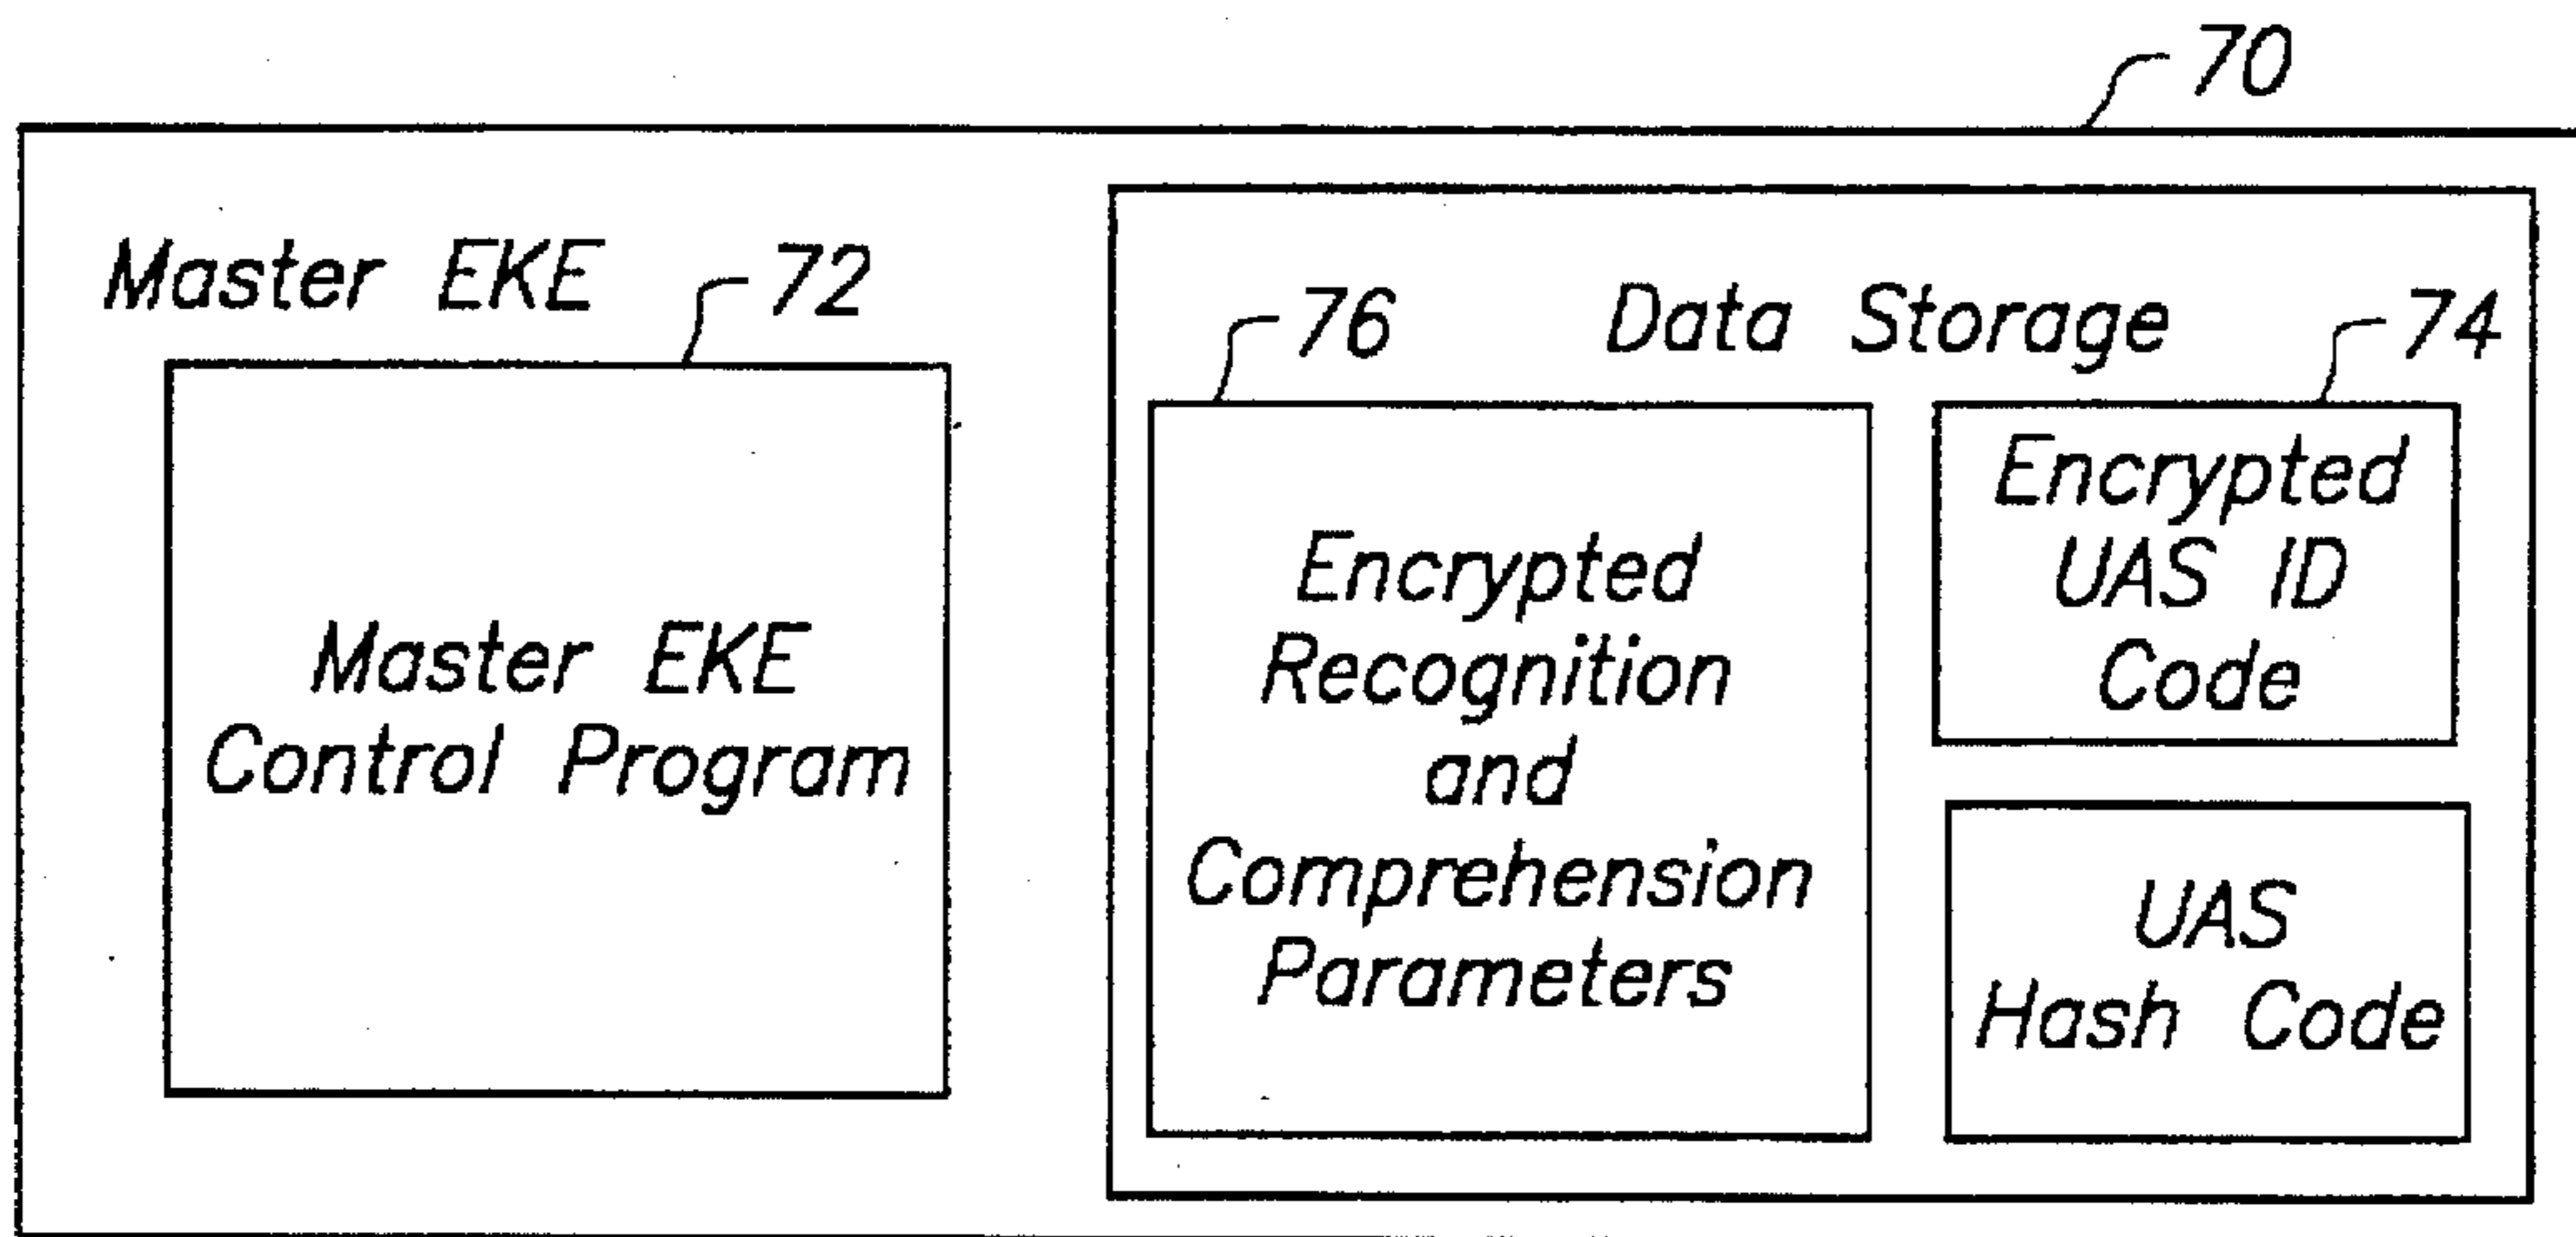 70
Master EKE
72
Master EKE
Control Program
Data Storage
76
Encrypted
Recognition
and
Comprehension
Parameters
74
Encrypted
UAS ID
Code
UAS
Hash Code